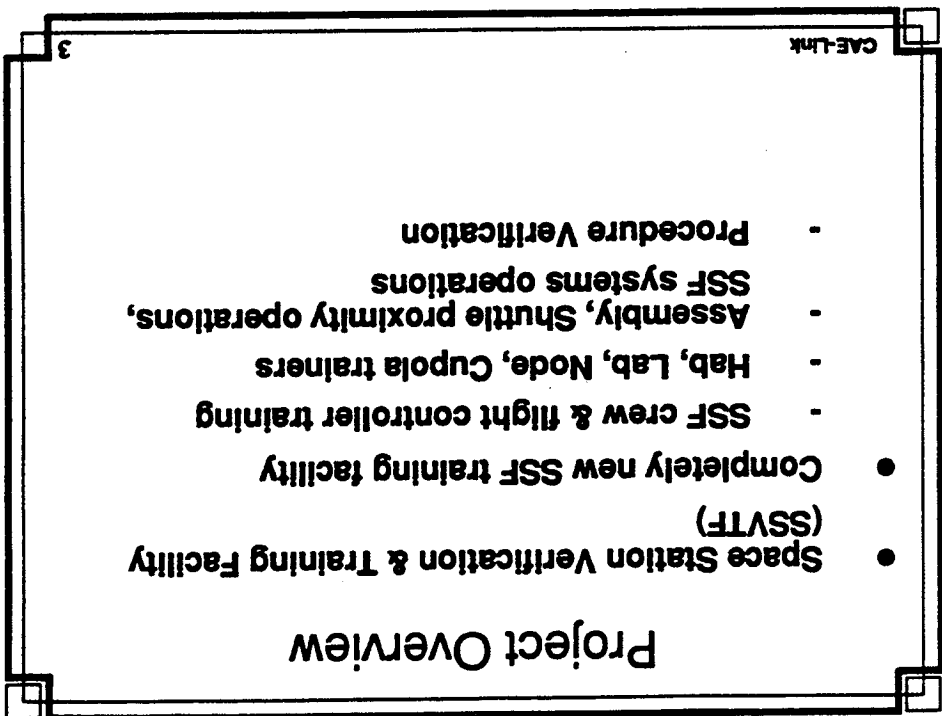 Project Overview
● Space Station Verification & Training Facility
(SSVTF)
● Completely new SSF training facility
- SSF crew & flight controller training
- Hab, Lab, Node, Cupola trainers
- Assembly, Shuttle proximity operations,
SSF systems operations
- Procedure Verification
CAE-Link
3